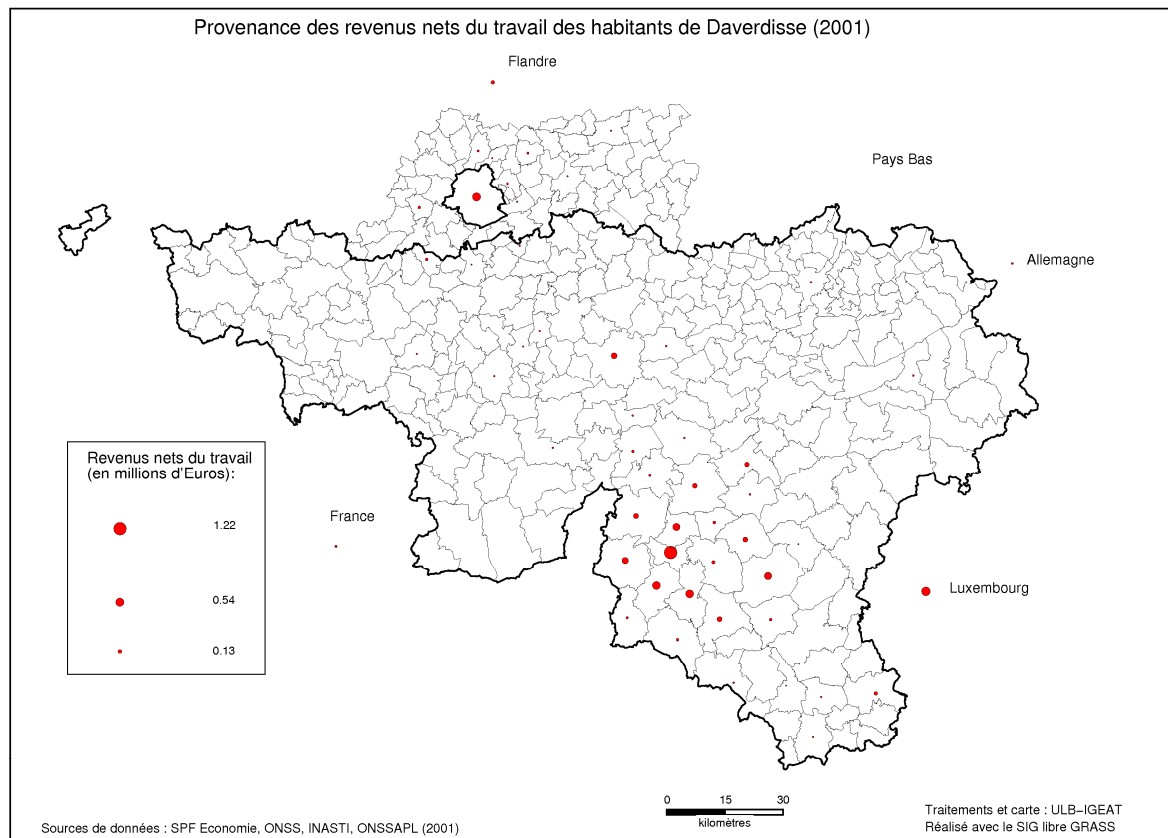 Provenance des revenus nets du travail des habitants de Daverdisse (2001)
Flandre
Pays Bas
Allemagne
Revenus nets du travail
(en millions d'Euros):
1.22
0.54
0.13
France
Luxembourg
0 15 30
kilomètres
Sources de données : SPF Economie, ONSS, INASTI, ONSSAPL (2001)
Traitements et carte : ULB-IGEAT
Réalisé avec le SIG libre GRASS